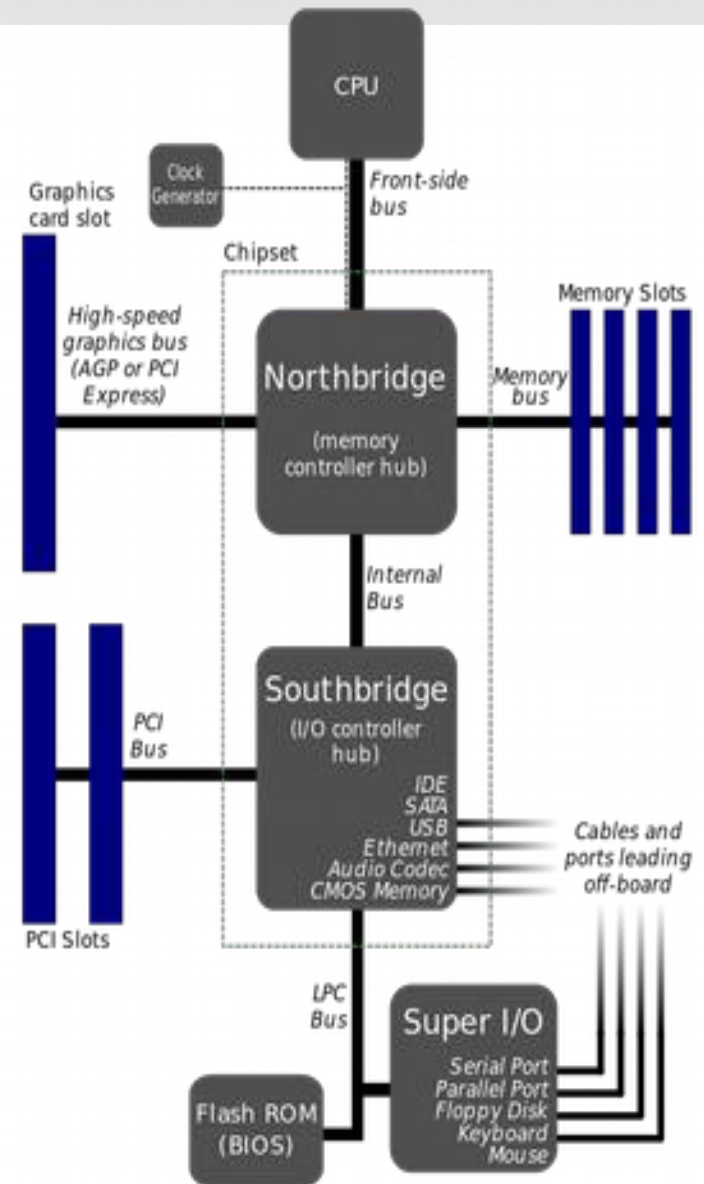 CPU
Clock
Generator
Front-side
bus
Graphics
card slot
Chipset
High-speed
graphics bus
(AGP or PCI
Express)
Memory Slots
Northbridge
(memory
controller hub)
Memory
bus
Internal
Bus
Southbridge
(I/O controller
hub)
IDE
SATA
USB
Ethernet
Audio Codec
CMOS Memory
PCI
Bus
PCI Slots
Cables and
ports leading
off-board
LPC
Bus
Super I/O
Serial Port
Parallel Port
Floppy Disk
Keyboard
Mouse
Flash ROM
(BIOS)